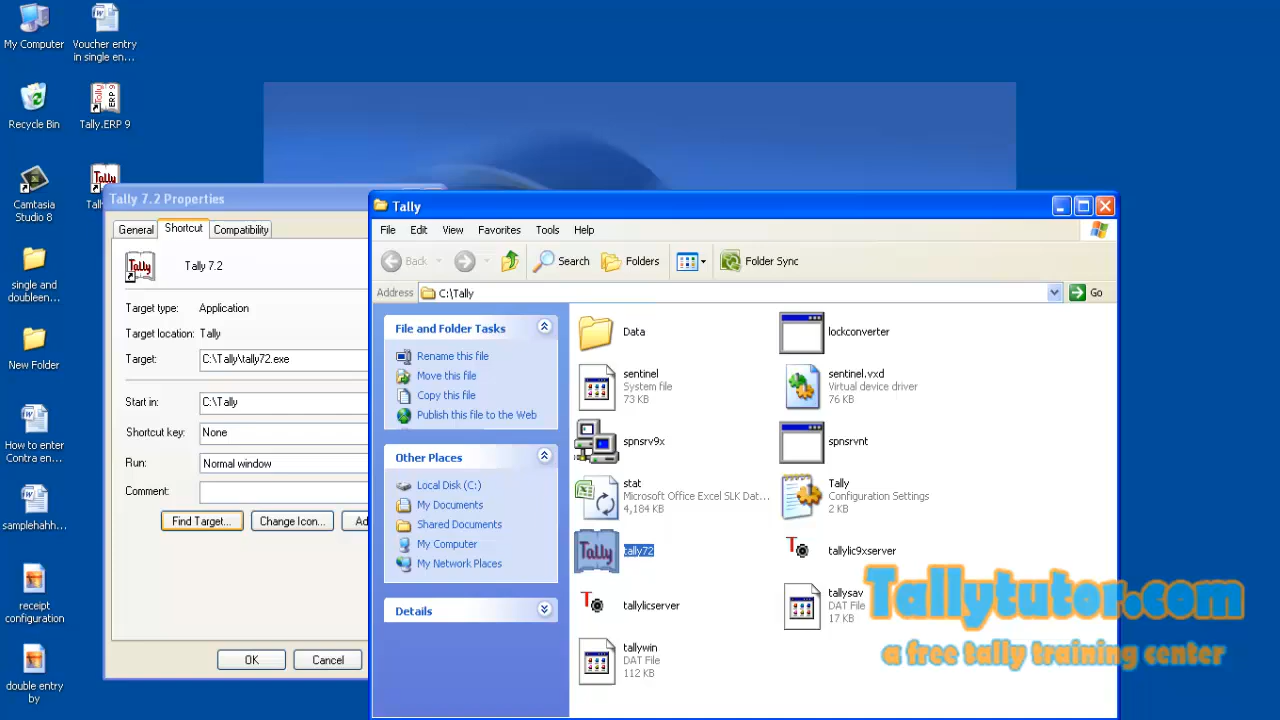 My Computer
Voucher entry
in single en...
Recycle Bin
Tally.ERP 9
ERP 9
Tally
Camtasia
Studio 8
single and
doubleen...
New Folder
How to enter
Contra en...
samplehahh...
receipt
configuration
double entry
by
Tally 7.2 Properties
General
Shortcut
Compatibility
Tally
Tally 7.2
Target type:
Application
Target location:
Tally
Target:
C:\Tally\tally72.exe
Start in:
C:\Tally
Shortcut key:
None
Run:
Normal window
Comment:
Find Target...
Change Icon...
Ad
OK
Cancel
Tally
File
Edit
View
Favorites
Tools
Help
Back
Search
Folders
Folder Sync
Address
C:\Tally
Go
File and Folder Tasks
Rename this file
Move this file
Copy this file
Publish this file to the Web
Other Places
Local Disk (C:)
My Documents
Shared Documents
My Computer
My Network Places
Details
Data
lockconverter
sentinel
System file
73 KB
sentinel.vxd
Virtual device driver
76 KB
spnsrv9x
spnsrvnt
stat
Microsoft Office Excel SLK Dat...
4,184 KB
Tally
Configuration Settings
2 KB
Tally
tally72
tallylic9xserver
tallylicserver
tallysav
DAT File
17 KB
tallywin
DAT File
112 KB
Tallytutor.com
a free tally training center